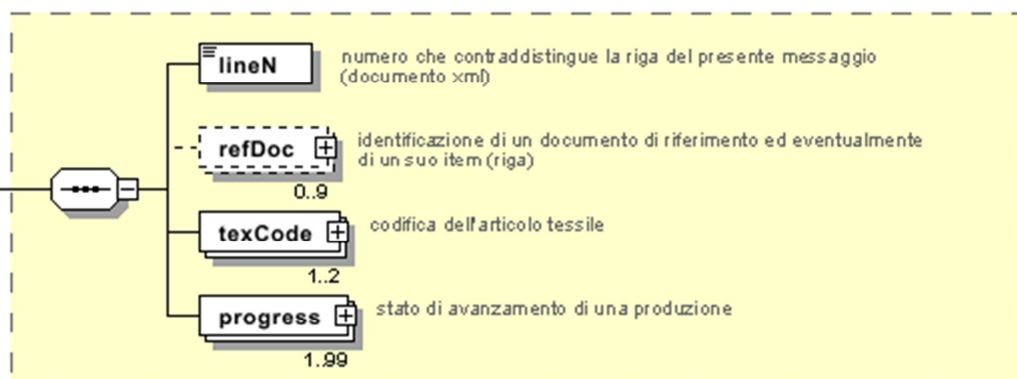 lineN
numero che contraddistingue la riga del presente messaggio
(documento xml)
refDoc
identificazione di un documento di riferimento ed eventualmente
di un suo item (riga)
0..9
texCode
codifica dell'articolo tessile
1..2
progress
stato di avanzamento di una produzione
1..99